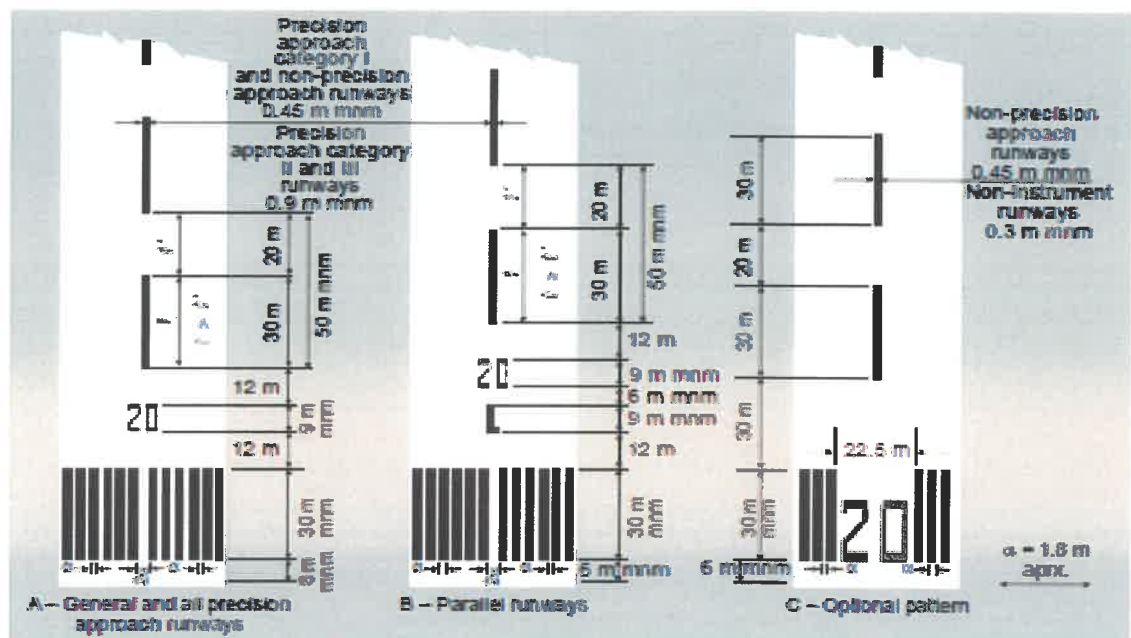 Precision
approach
category I
and non-precision
approach runways
0.45 m mnm
Precision
approach category
II and III
runways
0.9 m mnm
20 m
30 m
50 m mnm
12 m
20
9 m
mnm
12 m
30 m
mnm
6 m
mnm
A – General and all precision
approach runways
20 m
30 m
50 m mnm
12 m
20
9 m mnm
6 m mnm
L
9 m mnm
12 m
30 m
mnm
6 m mnm
B – Parallel runways
Non-precision
approach
runways
0.45 m mnm
Non-instrument
runways
0.3 m mnm
30 m
20 m
30 m
30 m
22.5 m
20
30 m
mnm
6 m mnm
α α
C – Optional pattern
α = 1.8 m
aprx.